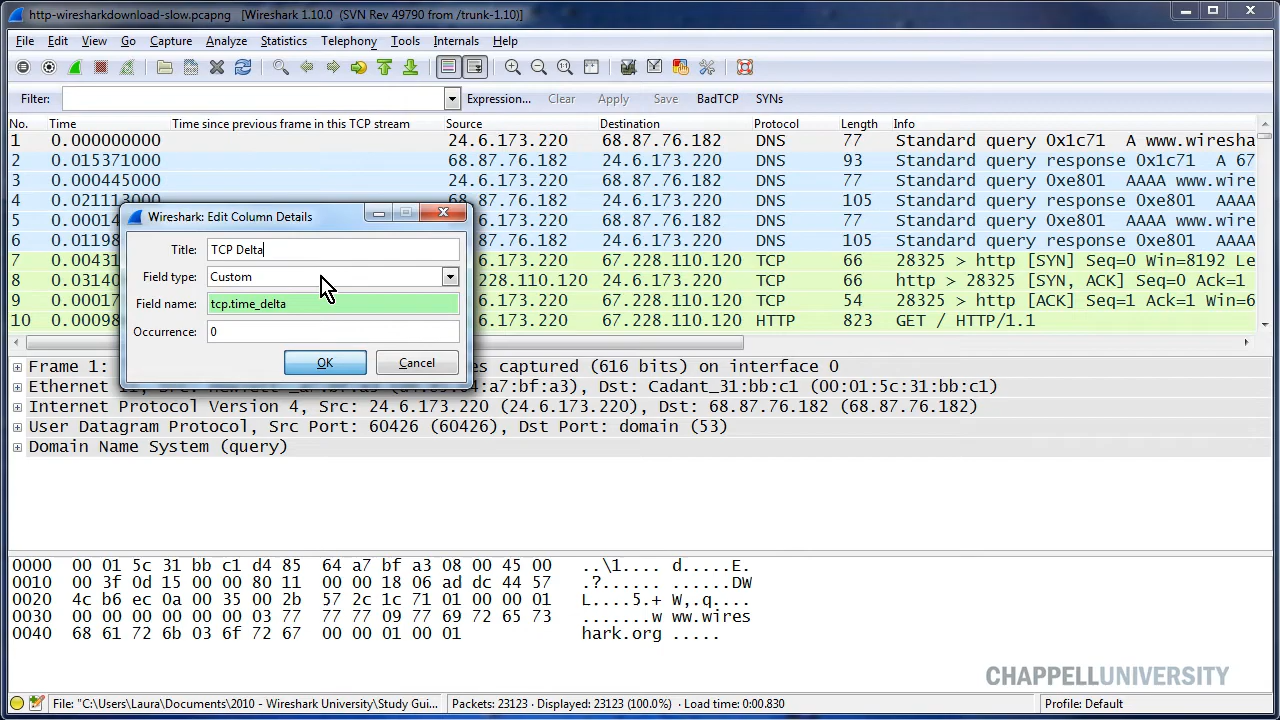 http-wiresharkdownload-slow.pcapng [Wireshark 1.10.0 (SVN Rev 49790 from /trunk-1.10)]
File Edit View Go Capture Analyze Statistics Telephony Tools Internals Help
Filter: Expression... Clear Apply Save BadTCP SYNs
No. Time Time since previous frame in this TCP stream Source Destination Protocol Length Info
1 0.000000000 24.6.173.220 68.87.76.182 DNS 77 Standard query 0x1c71 A www.wiresha
2 0.015371000 68.87.76.182 24.6.173.220 DNS 93 Standard query response 0x1c71 A 67
3 0.000445000 24.6.173.220 68.87.76.182 DNS 77 Standard query 0xe801 AAAA www.wire
4 0.021113000 68.87.76.182 24.6.173.220 DNS 105 Standard query response 0xe801 AAAA
5 0.0001 24.6.173.220 68.87.76.182 DNS 77 Standard query 0xe801 AAAA www.wire
6 0.01198 68.87.76.182 24.6.173.220 DNS 105 Standard query response 0xe801 AAAA
7 0.0043 24.6.173.220 67.228.110.120 TCP 66 28325 > http [SYN] Seq=0 Win=8192 Le
8 0.03140 .228.110.120 24.6.173.220 TCP 66 http > 28325 [SYN, ACK] Seq=0 Ack=1
9 0.00017 .6.173.220 67.228.110.120 TCP 54 28325 > http [ACK] Seq=1 Ack=1 Win=6
10 0.00098 .6.173.220 67.228.110.120 HTTP 823 GET / HTTP/1.1
Wireshark: Edit Column Details
Title: TCP Delta
Field type: Custom
Field name: tcp.time_delta
Occurrence: 0
OK Cancel
Frame 1: es captured (616 bits) on interface 0
Ethernet a7:bf:a3), Dst: Cadant_31:bb:c1 (00:01:5c:31:bb:c1)
Internet Protocol Version 4, Src: 24.6.173.220 (24.6.173.220), Dst: 68.87.76.182 (68.87.76.182)
User Datagram Protocol, Src Port: 60426 (60426), Dst Port: domain (53)
Domain Name System (query)
0000 00 01 5c 31 bb c1 d4 85 64 a7 bf a3 08 00 45 00 ..\1.... d.....E.
0010 00 3f 0d 15 00 00 80 11 00 00 18 06 ad dc 44 57 .?...... ......DW
0020 4c b6 ec 0a 00 35 00 2b 57 2c 1c 71 01 00 00 01 L....5.+ W,.q....
0030 00 00 00 00 00 00 03 77 77 77 09 77 69 72 65 73 .......w ww.wires
0040 68 61 72 6b 03 6f 72 67 00 00 01 00 01 hark.org .....
CHAPPELLUNIVERSITY
File: "C:\Users\Laura\Documents\2010 - Wireshark University\Study Gui... Packets: 23123 · Displayed: 23123 (100.0%) · Load time: 0:00.830 Profile: Default